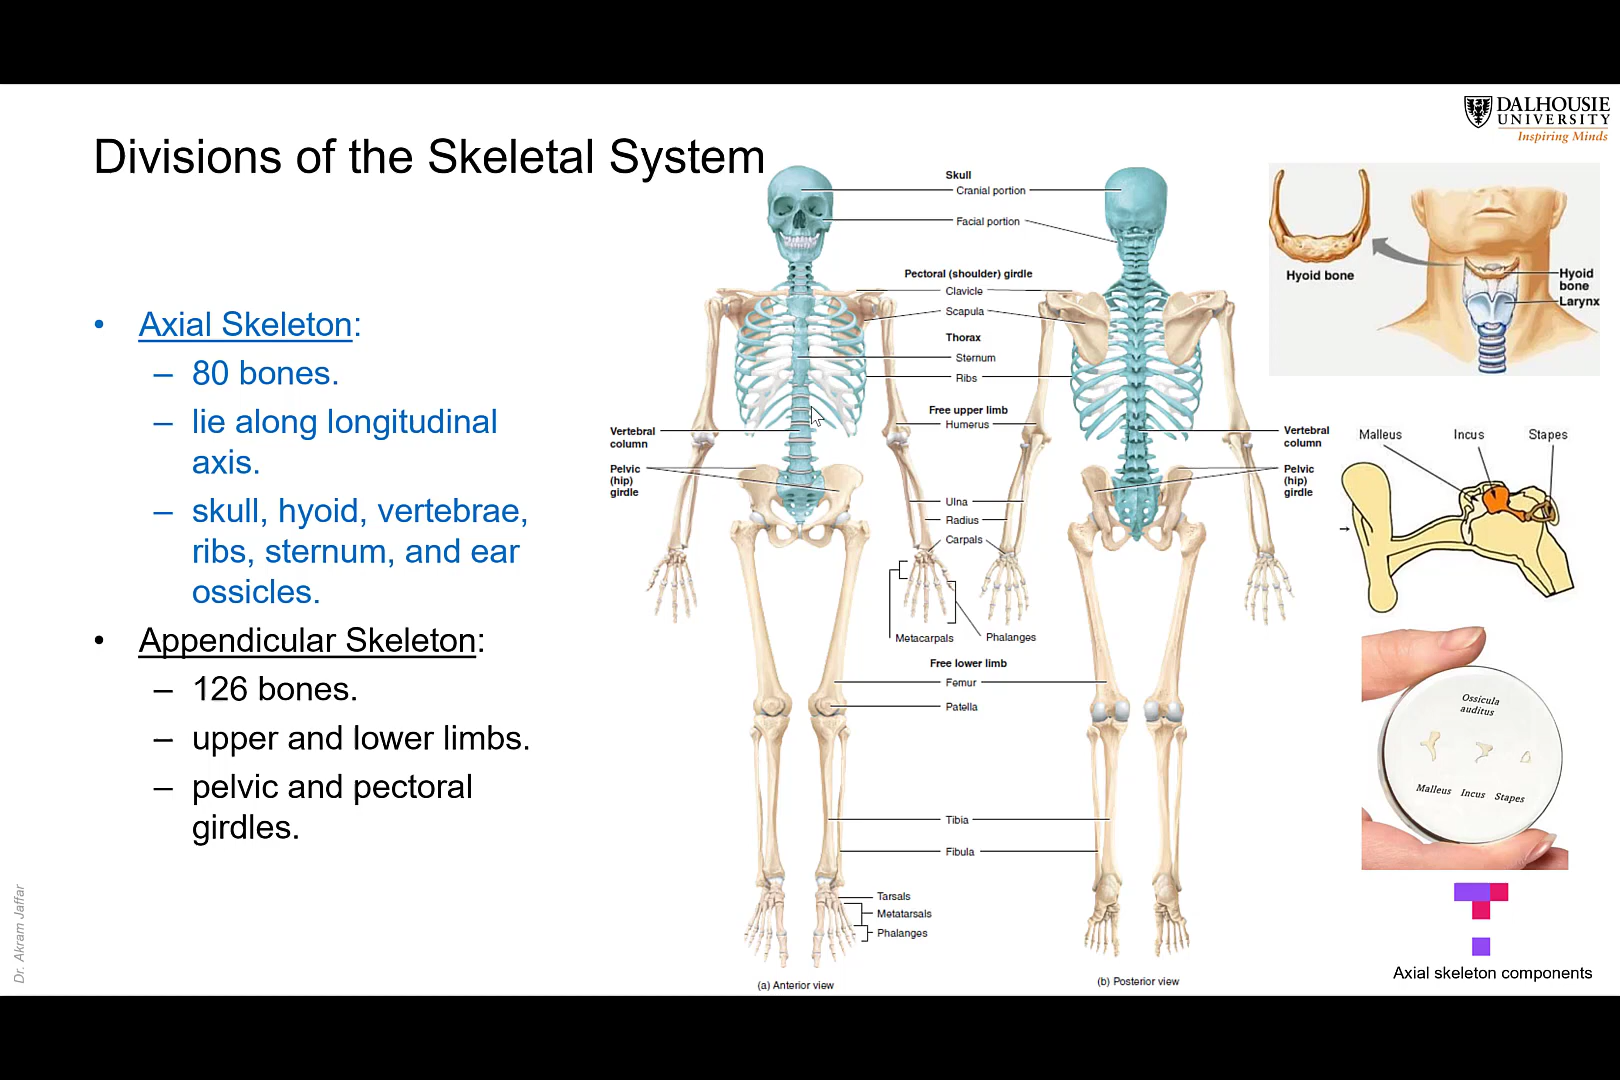 DALHOUSIE
UNIVERSITY
Inspiring Minds
Divisions of the Skeletal System
• Axial Skeleton:
– 80 bones.
– lie along longitudinal
axis.
– skull, hyoid, vertebrae,
ribs, sternum, and ear
ossicles.
• Appendicular Skeleton:
– 126 bones.
– upper and lower limbs.
– pelvic and pectoral
girdles.
Dr. Akram Jaffar
Skull
Cranial portion
Facial portion
Pectoral (shoulder) girdle
Clavicle
Scapula
Thorax
Sternum
Ribs
Free upper limb
Humerus
Vertebral
column
Pelvic
(hip)
girdle
Vertebral
column
Pelvic
(hip)
girdle
Ulna
Radius
Carpals
Metacarpals
Phalanges
Free lower limb
Femur
Patella
Tibia
Fibula
Tarsals
Metatarsals
Phalanges
(a) Anterior view
(b) Posterior view
Hyoid bone
Hyoid
bone
Larynx
Malleus Incus Stapes
Ossicula
auditus
Malleus Incus Stapes
Axial skeleton components